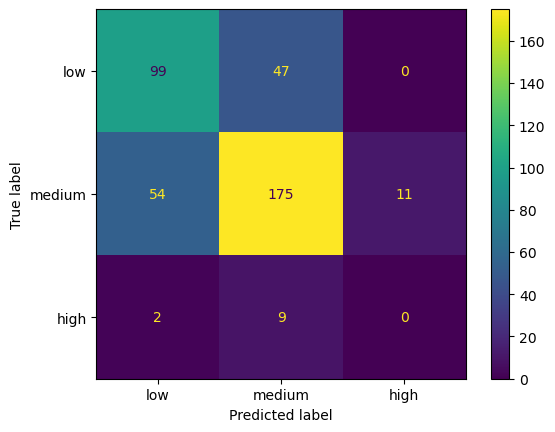 low 99 47 0
medium 54 175 11
high 2 9 0
low medium high
Predicted label
True label
160
140
120
100
80
60
40
20
0